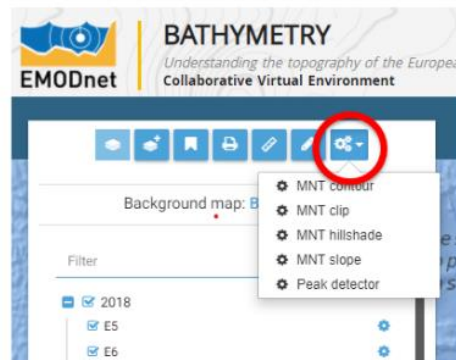 BATHYMETRY
Understanding the topography of the Europea
EMODnet
Collaborative Virtual Environment
Background map: B
MNT contour
MNT clip
MNT hillshade
MNT slope
Peak detector
Filter
2018
E5
E6